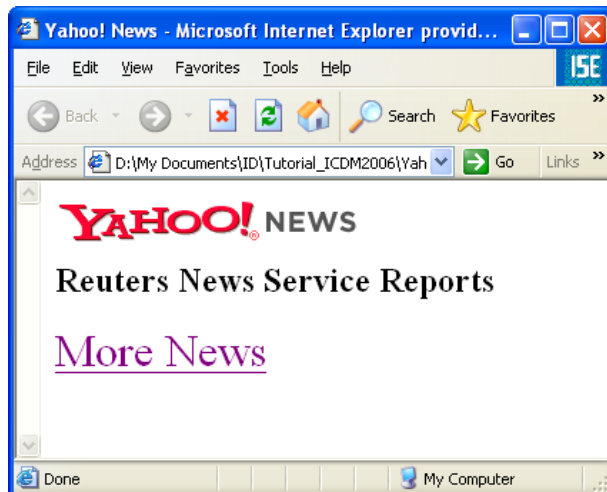 Yahoo! News - Microsoft Internet Explorer provid...
File Edit View Favorites Tools Help
ISE
Back Search Favorites »
Address D:\My Documents\ID\Tutorial_ICDM2006\Yah Go Links »
YAHOO!® NEWS
Reuters News Service Reports
More News
Done My Computer